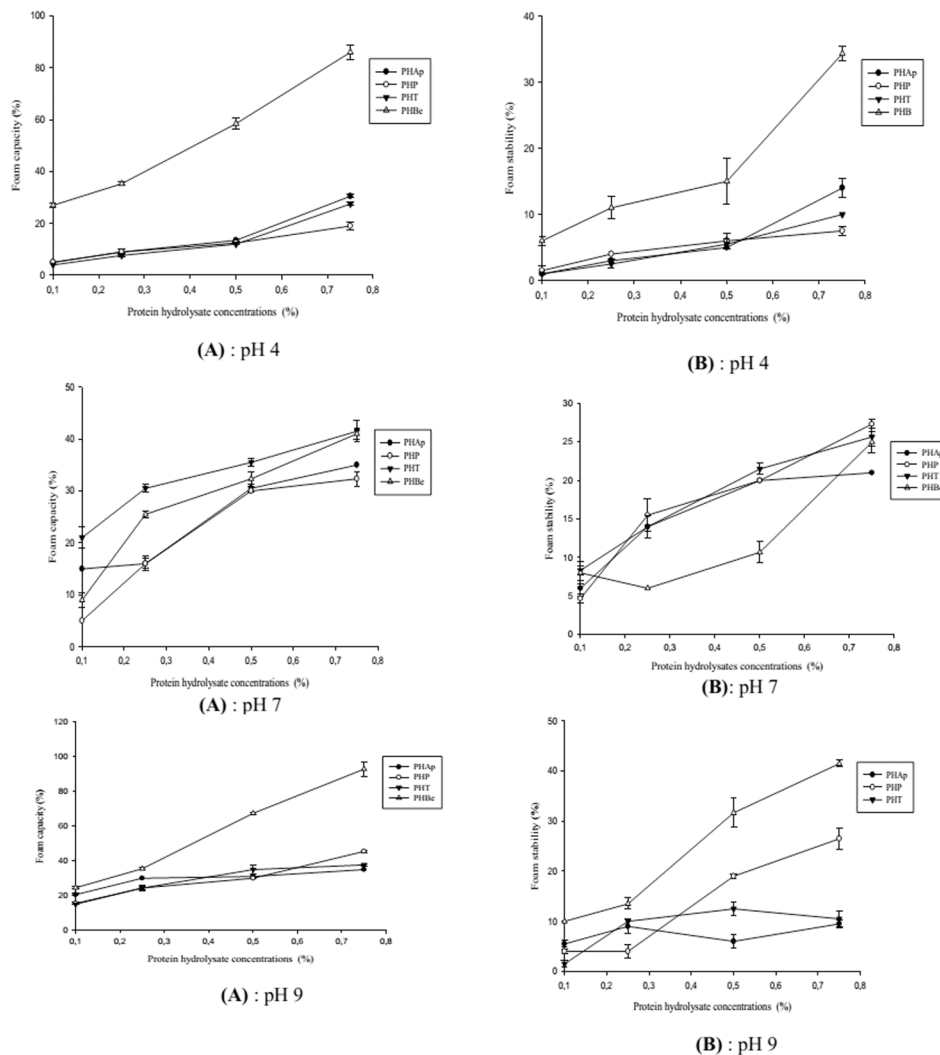 100
80
60
40
20
0
Foam capacity (%)
0,1 0,2 0,3 0,4 0,5 0,6 0,7 0,8
Protein hydrolysate concentrations (%)
PHAp
PHP
PHT
PHBe
(A) : pH 4
40
30
20
10
0
Foam stability (%)
0,1 0,2 0,3 0,4 0,5 0,6 0,7 0,8
Protein hydrolysate concentrations (%)
PHAp
PHP
PHT
PHB
(B) : pH 4
50
40
30
20
10
0
Foam capacity (%)
0,1 0,2 0,3 0,4 0,5 0,6 0,7 0,8
Protein hydrolysate concentrations (%)
PHAp
PHP
PHT
PHBe
(A) : pH 7
30
25
20
15
10
5
0
Foam stability (%)
0,1 0,2 0,3 0,4 0,5 0,6 0,7 0,8
Protein hydrolysates concentrations (%)
PHAp
PHP
PHT
PHBe
(B): pH 7
120
100
80
60
40
20
0
Foam capacity (%)
0,1 0,2 0,3 0,4 0,5 0,6 0,7 0,8
Protein hydrolysate concentrations (%)
PHAp
PHP
PHT
PHBe
(A) : pH 9
50
40
30
20
10
0
Foam stability (%)
0,1 0,2 0,3 0,4 0,5 0,6 0,7 0,8
Protein hydrolysate concentrations (%)
PHAp
PHP
PHT
(B) : pH 9